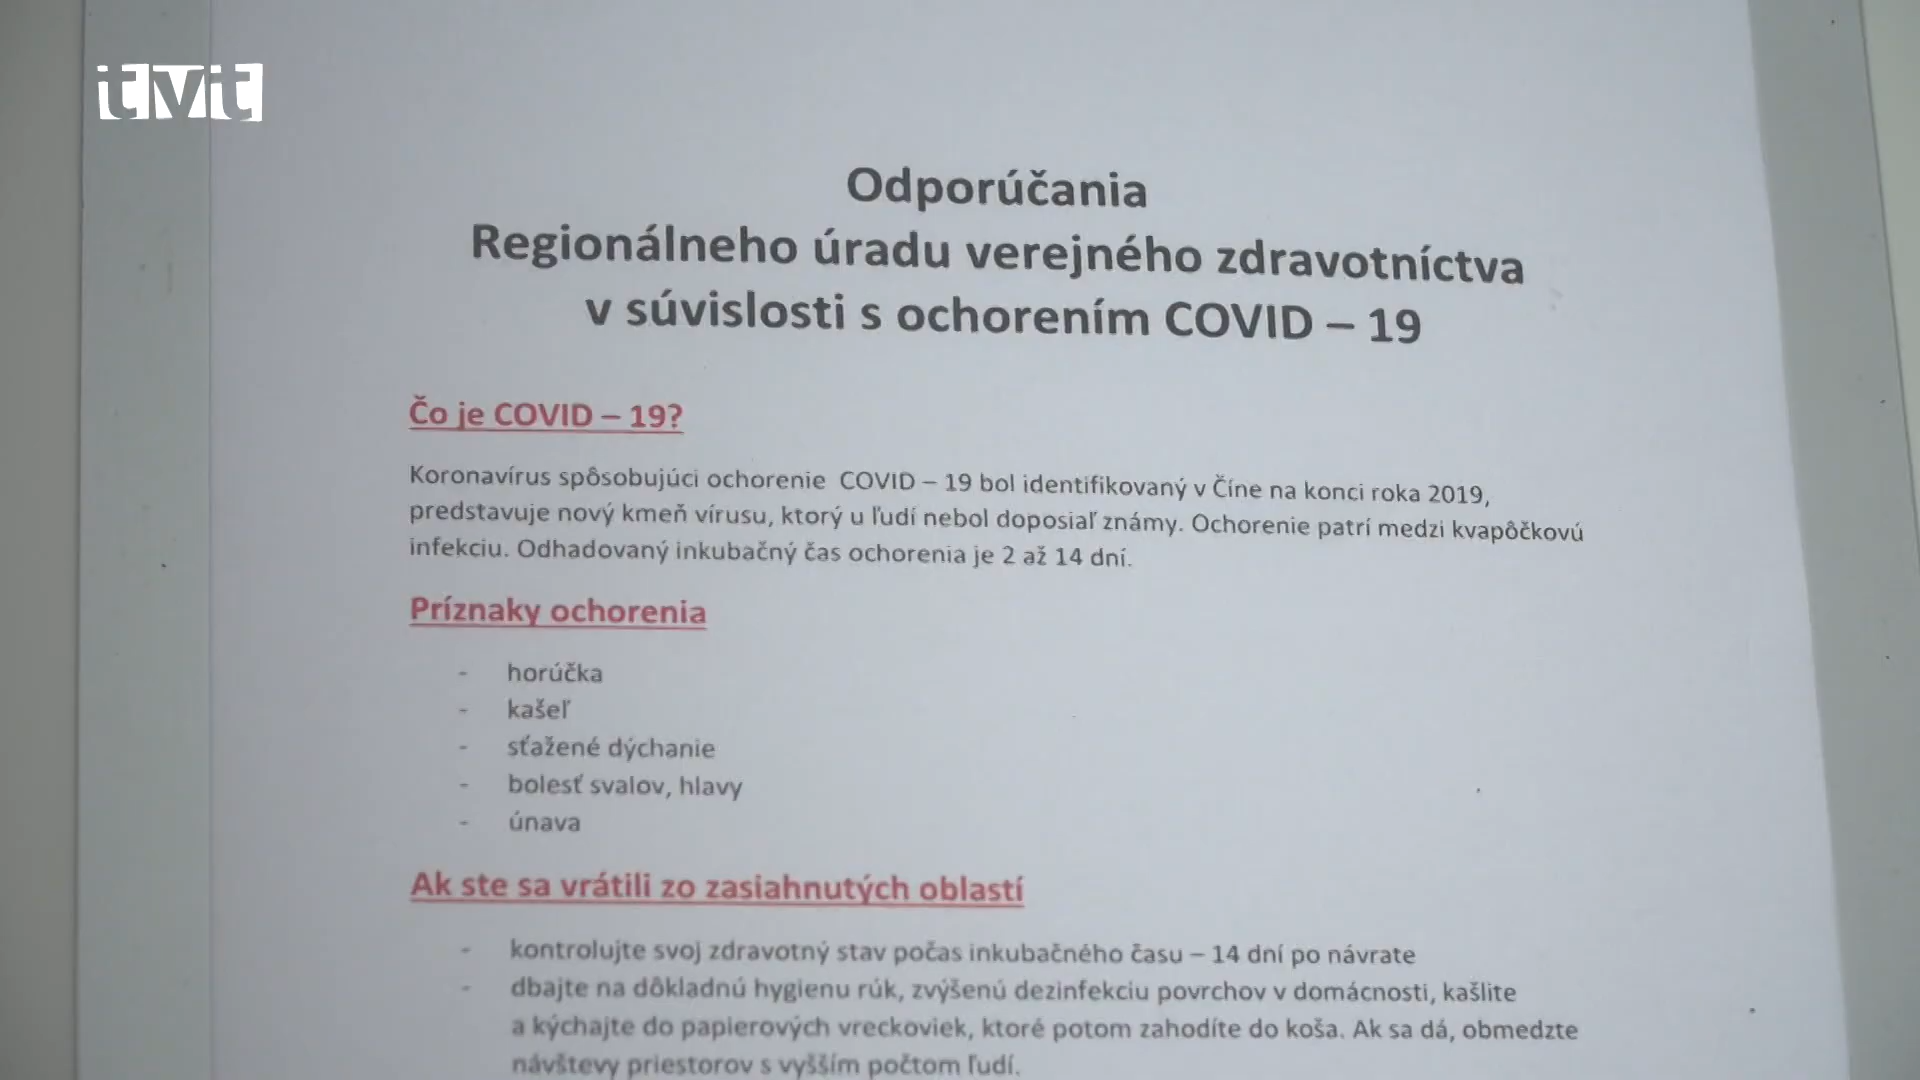 tvt
Odporúčania
Regionálneho úradu verejného zdravotníctva
v súvislosti s ochorením COVID – 19
Čo je COVID – 19?
Koronavírus spôsobujúci ochorenie COVID – 19 bol identifikovaný v Číne na konci roka 2019,
predstavuje nový kmeň vírusu, ktorý u ľudí nebol doposiaľ známy. Ochorenie patrí medzi kvapôčkovú
infekciu. Odhadovaný inkubačný čas ochorenia je 2 až 14 dní.
Príznaky ochorenia
- horúčka
- kašeľ
- sťažené dýchanie
- bolesť svalov, hlavy
- únava
Ak ste sa vrátili zo zasiahnutých oblastí
- kontrolujte svoj zdravotný stav počas inkubačného času – 14 dní po návrate
- dbajte na dôkladnú hygienu rúk, zvýšenú dezinfekciu povrchov v domácnosti, kašlite
a kýchajte do papierových vreckoviek, ktoré potom zahodíte do koša. Ak sa dá, obmedzte
návštevy priestorov s vyšším počtom ľudí.